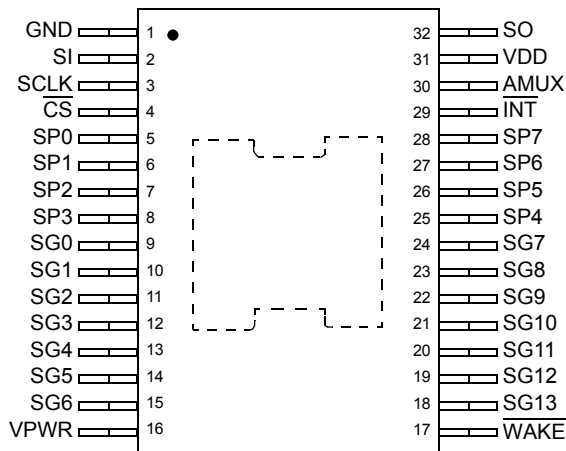 GND 1 32 SO
SI 2 31 VDD
SCLK 3 30 AMUX
CS 4 29 INT
SP0 5 28 SP7
SP1 6 27 SP6
SP2 7 26 SP5
SP3 8 25 SP4
SG0 9 24 SG7
SG1 10 23 SG8
SG2 11 22 SG9
SG3 12 21 SG10
SG4 13 20 SG11
SG5 14 19 SG12
SG6 15 18 SG13
VPWR 16 17 WAKE